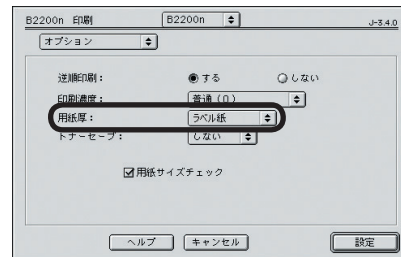 B2200n 印刷 B2200n J-3.4.0
オプション
逆順印刷： する しない
印刷濃度： 普通（0）
用紙厚： ラベル紙
トナーセーブ： しない
用紙サイズチェック
ヘルプ キャンセル 設定